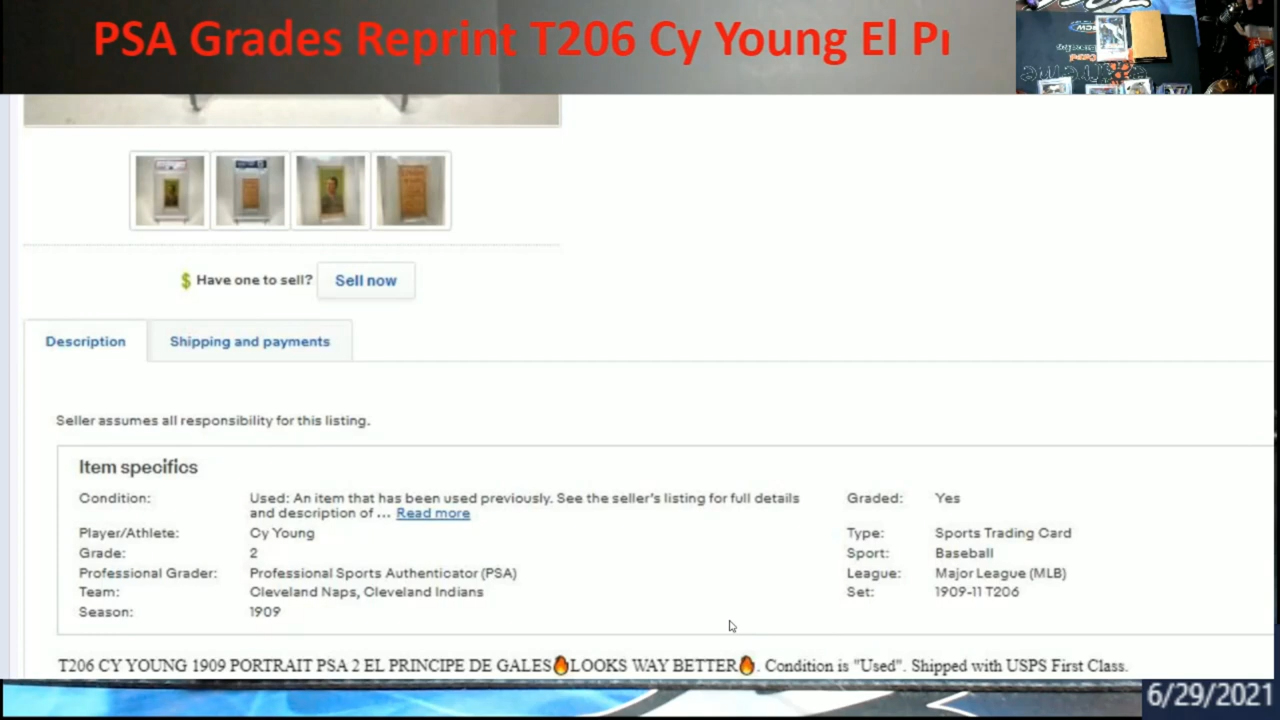 PSA Grades Reprint T206 Cy Young El Pr
$ Have one to sell? Sell now
Description Shipping and payments
Seller assumes all responsibility for this listing.
Item specifics
Condition: Used: An item that has been used previously. See the seller's listing for full details Graded: Yes
and description of ... Read more
Player/Athlete: Cy Young Type: Sports Trading Card
Grade: 2 Sport: Baseball
Professional Grader: Professional Sports Authenticator (PSA) League: Major League (MLB)
Team: Cleveland Naps, Cleveland Indians Set: 1909-11 T206
Season: 1909
T206 CY YOUNG 1909 PORTRAIT PSA 2 EL PRINCIPE DE GALES🔥LOOKS WAY BETTER🔥. Condition is "Used". Shipped with USPS First Class.
6/29/2021